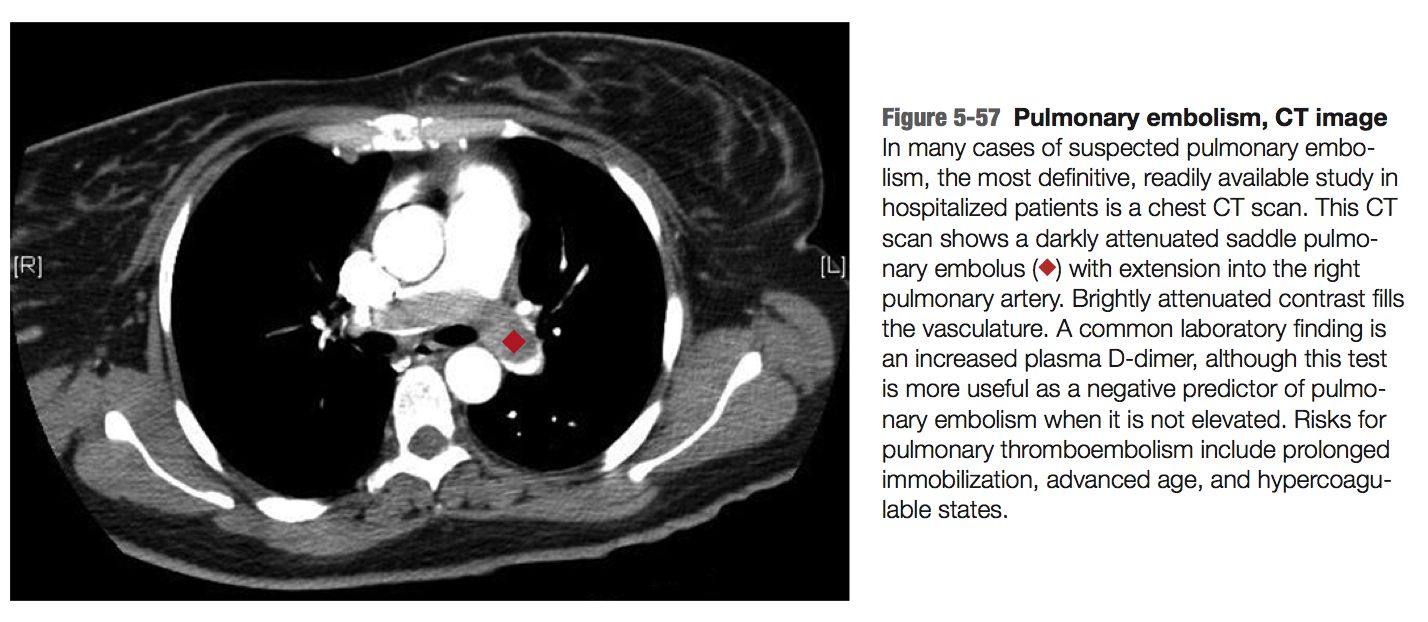 [R]
[L]
Figure 5-57 Pulmonary embolism, CT image
In many cases of suspected pulmonary embo-
lism, the most definitive, readily available study in
hospitalized patients is a chest CT scan. This CT
scan shows a darkly attenuated saddle pulmo-
nary embolus (◆) with extension into the right
pulmonary artery. Brightly attenuated contrast fills
the vasculature. A common laboratory finding is
an increased plasma D-dimer, although this test
is more useful as a negative predictor of pulmo-
nary embolism when it is not elevated. Risks for
pulmonary thromboembolism include prolonged
immobilization, advanced age, and hypercoagu-
lable states.